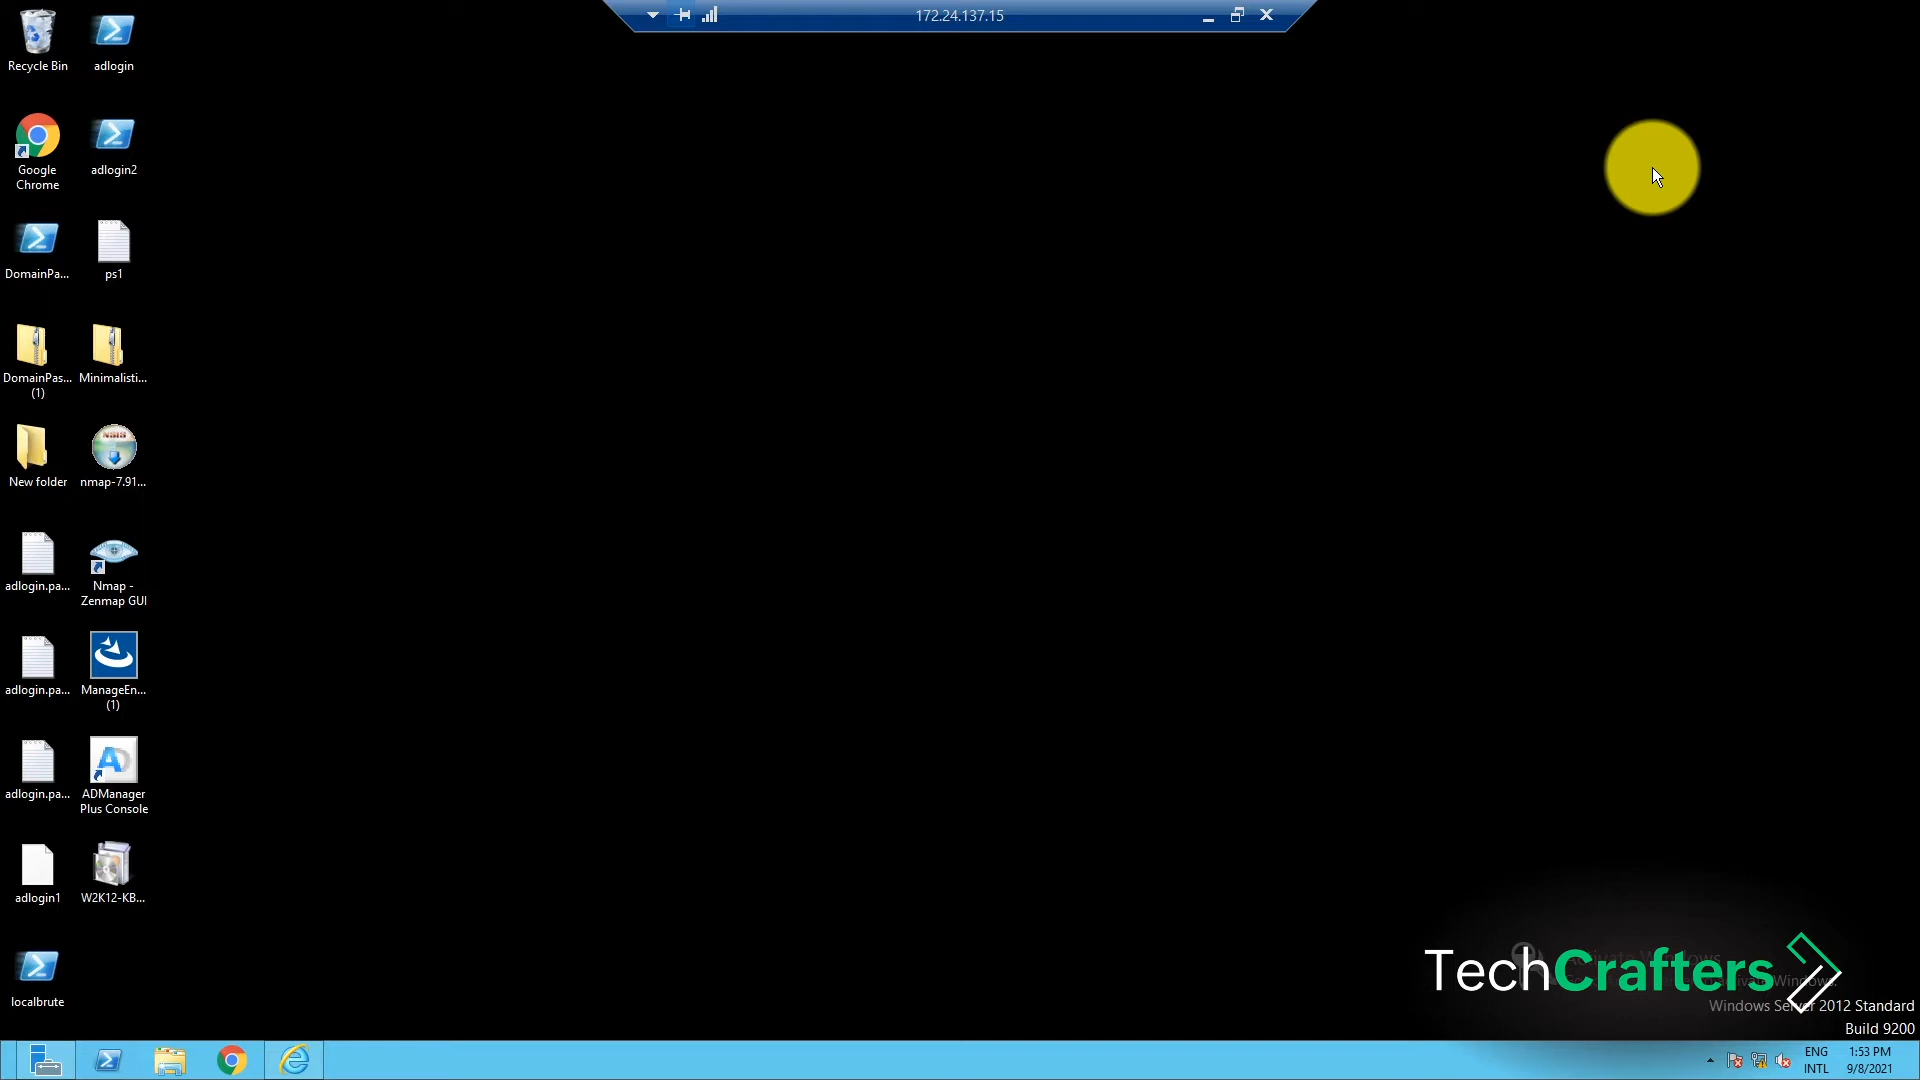 172.24.137.15
Recycle Bin
adlogin
Google
Chrome
adlogin2
DomainPa...
ps1
DomainPas...
(1)
Minimalisti...
New folder
nmap-7.91...
adlogin.pa...
Nmap -
Zenmap GUI
adlogin.pa...
ManageEn...
(1)
adlogin.pa...
ADManager
Plus Console
adlogin1
W2K12-KB...
localbrute
TechCrafters
Windows Server 2012 Standard
Build 9200
ENG
INTL
1:53 PM
9/8/2021